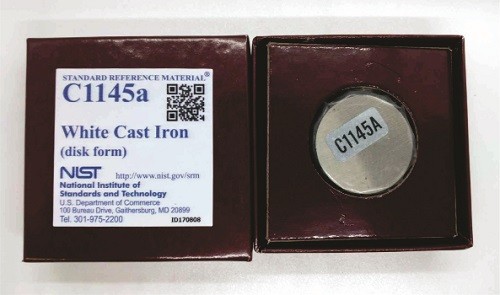 STANDARD REFERENCE MATERIAL®
C1145a
White Cast Iron
(disk form)
NIST http://www.nist.gov/srm
National Institute of
Standards and Technology
U.S. Department of Commerce
100 Bureau Drive, Gaithersburg, MD 20899
Tel. 301-975-2200 ID170808
C1145A